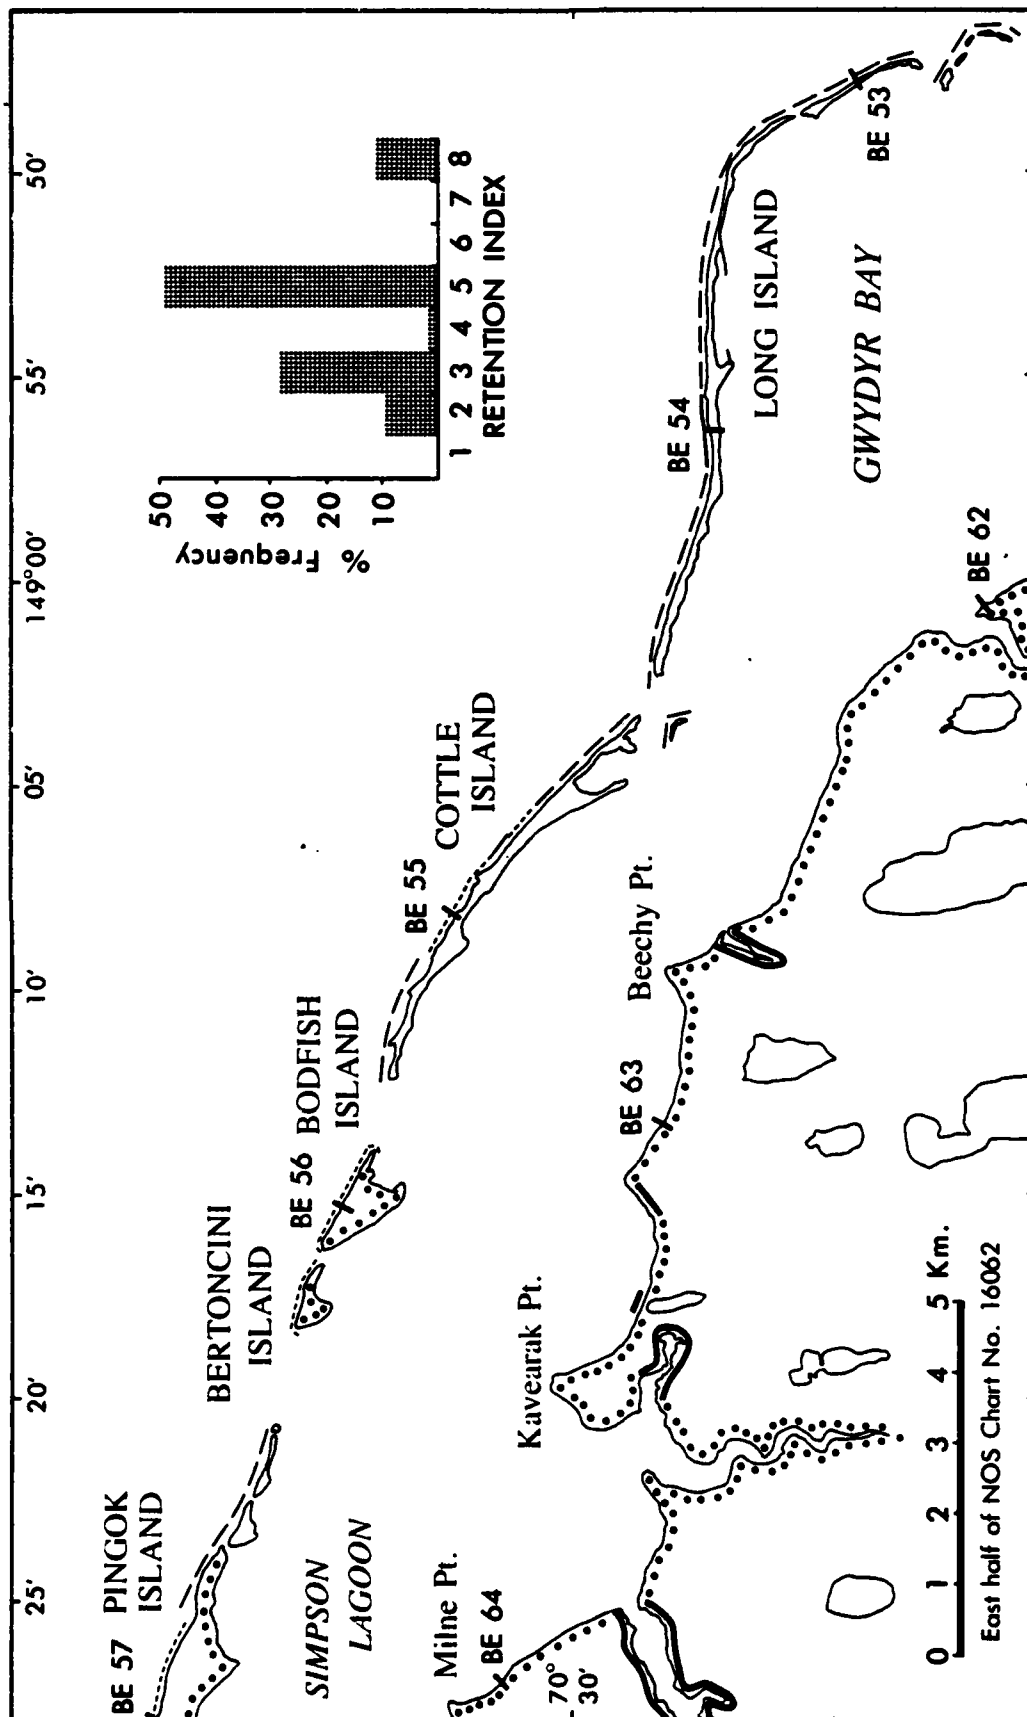 25′
20′
15′
10′
05′
149°00′
55′
50′
50
40
30
20
10
% Frequency
1 2 3 4 5 6 7 8
RETENTION INDEX
BE 57 PINGOK
ISLAND
BERTONCINI
ISLAND
BE 56 BODFISH
ISLAND
BE 55
COTTLE
ISLAND
BE 54
LONG ISLAND
BE 53
SIMPSON
LAGOON
GWYDYR BAY
Milne Pt.
BE 64
Kavearak Pt.
BE 63
Beechy Pt.
BE 62
70°
30′
0 1 2 3 4 5 Km.
East half of NOS Chart No. 16062